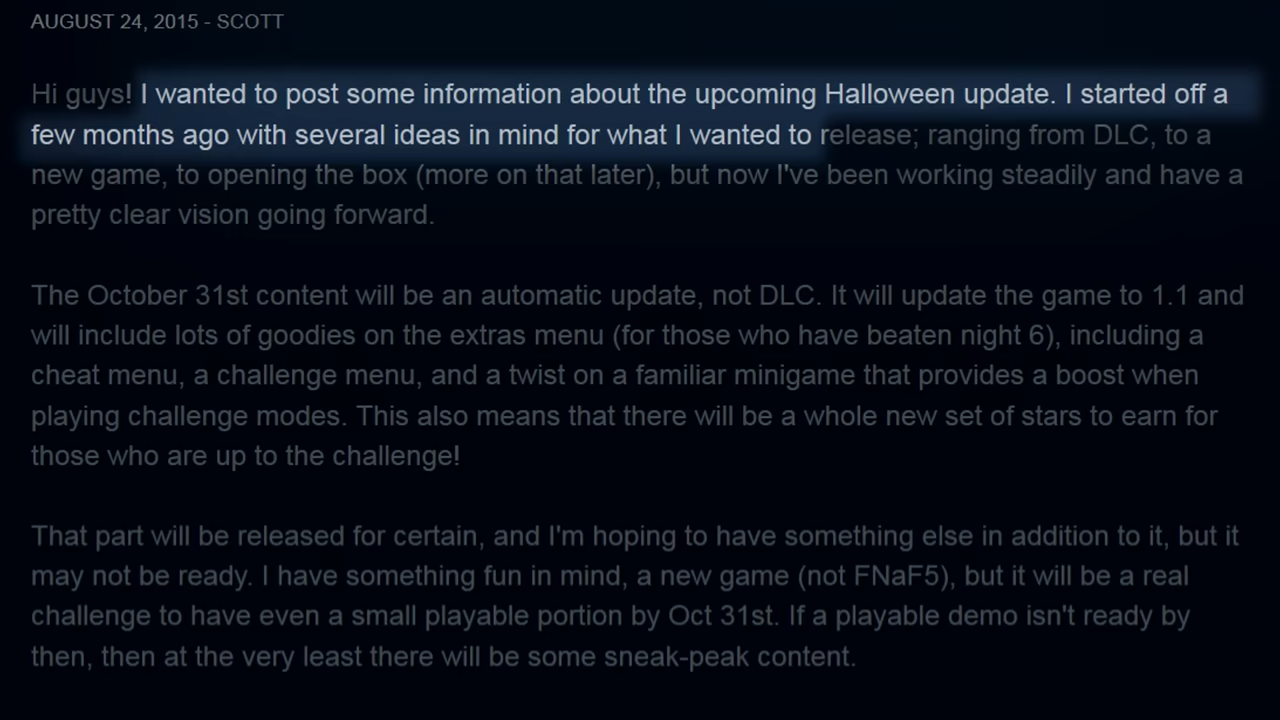 AUGUST 24, 2015 - SCOTT
Hi guys! I wanted to post some information about the upcoming Halloween update. I started off a
few months ago with several ideas in mind for what I wanted to release; ranging from DLC, to a
new game, to opening the box (more on that later), but now I've been working steadily and have a
pretty clear vision going forward.
The October 31st content will be an automatic update, not DLC. It will update the game to 1.1 and
will include lots of goodies on the extras menu (for those who have beaten night 6), including a
cheat menu, a challenge menu, and a twist on a familiar minigame that provides a boost when
playing challenge modes. This also means that there will be a whole new set of stars to earn for
those who are up to the challenge!
That part will be released for certain, and I'm hoping to have something else in addition to it, but it
may not be ready. I have something fun in mind, a new game (not FNaF5), but it will be a real
challenge to have even a small playable portion by Oct 31st. If a playable demo isn't ready by
then, then at the very least there will be some sneak-peak content.